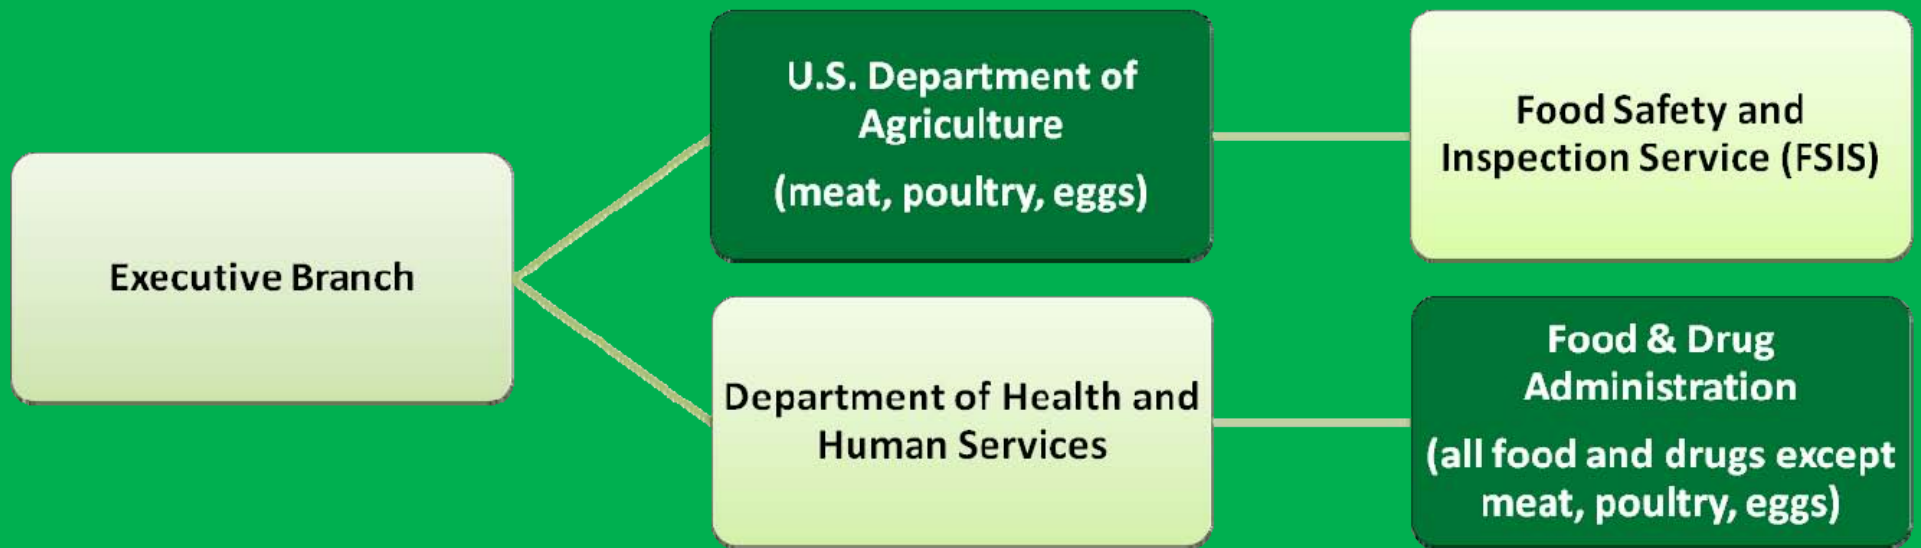 Executive Branch
U.S. Department of
Agriculture
(meat, poultry, eggs)
Food Safety and
Inspection Service (FSIS)
Department of Health and
Human Services
Food & Drug
Administration
(all food and drugs except
meat, poultry, eggs)